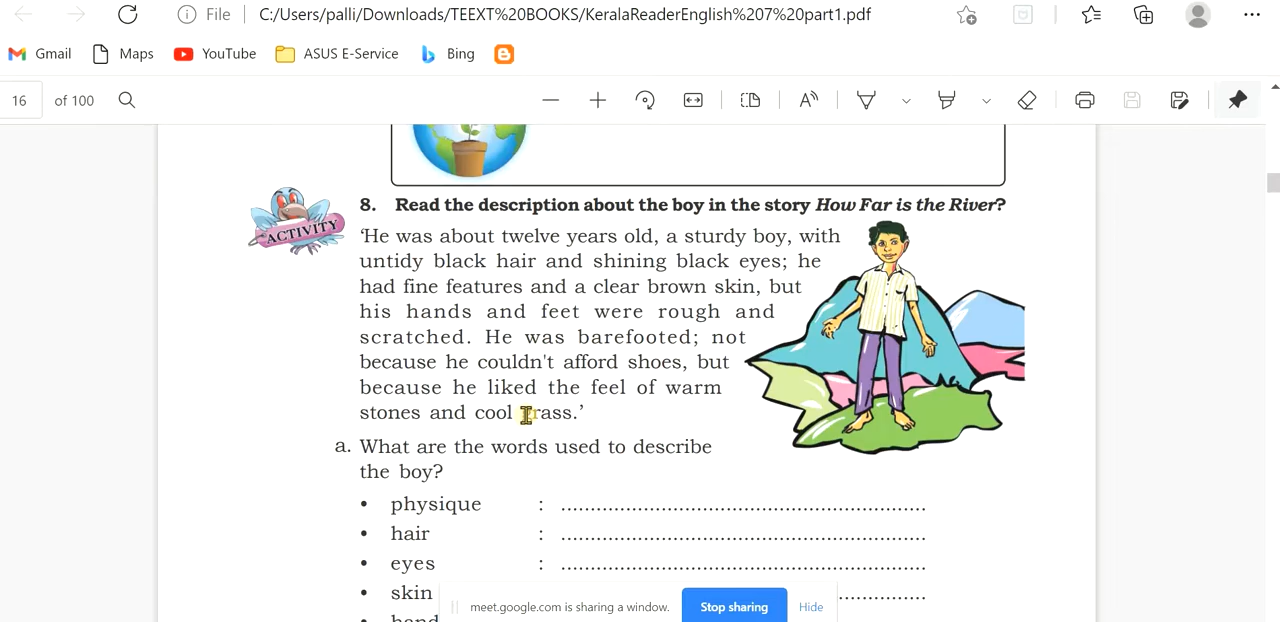 File C:/Users/palli/Downloads/TEEXT%20BOOKS/KeralaReaderEnglish%207%20part1.pdf
Gmail Maps YouTube ASUS E-Service Bing
16 of 100
ACTIVITY
8. Read the description about the boy in the story How Far is the River?
‘He was about twelve years old, a sturdy boy, with
untidy black hair and shining black eyes; he
had fine features and a clear brown skin, but
his hands and feet were rough and
scratched. He was barefooted; not
because he couldn't afford shoes, but
because he liked the feel of warm
stones and cool grass.’
a. What are the words used to describe
the boy?
• physique : ..............................................................
• hair : ..............................................................
• eyes : ..............................................................
• skin ...............
meet.google.com is sharing a window. Stop sharing Hide